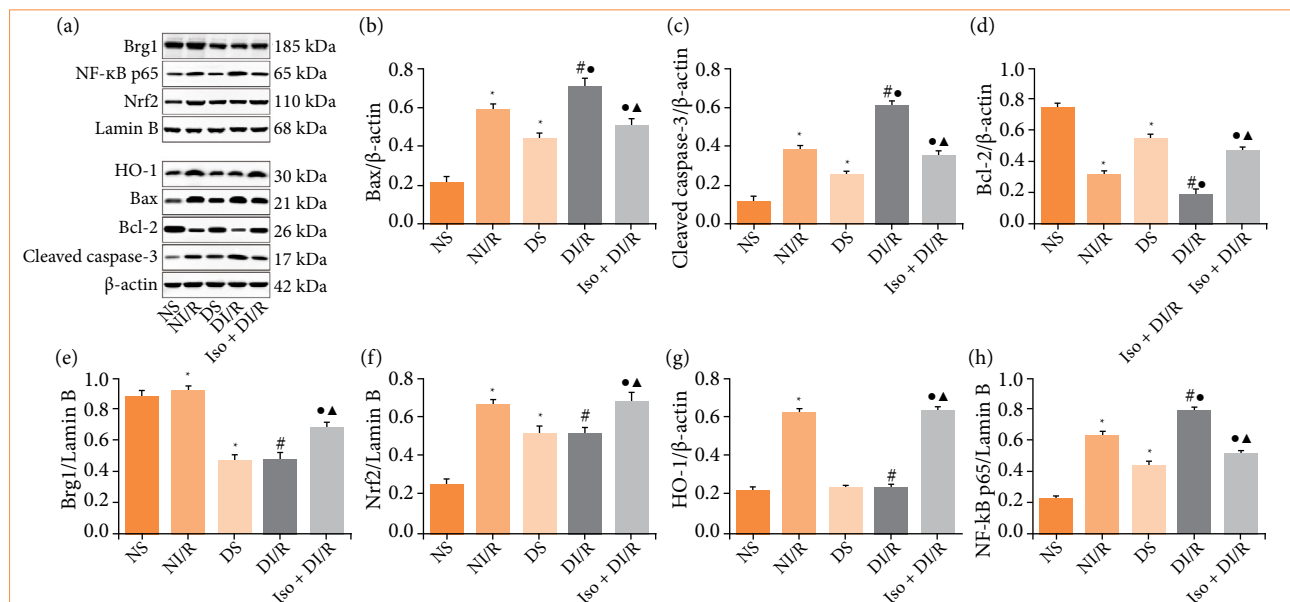 (a)
Brg1 185 kDa
NF-κB p65 65 kDa
Nrf2 110 kDa
Lamin B 68 kDa
HO-1 30 kDa
Bax 21 kDa
Bcl-2 26 kDa
Cleaved caspase-3 17 kDa
β-actin 42 kDa
NS NI/R DS DI/R Iso + DI/R
(b)
Bax/β-actin
0.8
0.6
0.4
0.2
0.0
* * #● ●▲
NS NI/R DS DI/R Iso + DI/R
(c)
Cleaved caspase-3/β-actin
0.8
0.6
0.4
0.2
0.0
* * #● ●▲
NS NI/R DS DI/R Iso + DI/R
(d)
Bcl-2/β-actin
1.0
0.8
0.6
0.4
0.2
0.0
* * #● ●▲
NS NI/R DS DI/R Iso + DI/R
Iso + DI/R
(e)
Brg1/Lamin B
1.0
0.8
0.6
0.4
0.2
0.0
* * # ●▲
NS NI/R DS DI/R Iso + DI/R
(f)
Nrf2/Lamin B
0.8
0.6
0.4
0.2
0.0
* * # ●▲
NS NI/R DS DI/R Iso + DI/R
(g)
HO-1/β-actin
0.8
0.6
0.4
0.2
0.0
* # ●▲
NS NI/R DS DI/R Iso + DI/R
(h)
NF-kB p65/Lamin B
1.0
0.8
0.6
0.4
0.2
0.0
* * #● ●▲
NS NI/R DS DI/R Iso + DI/R